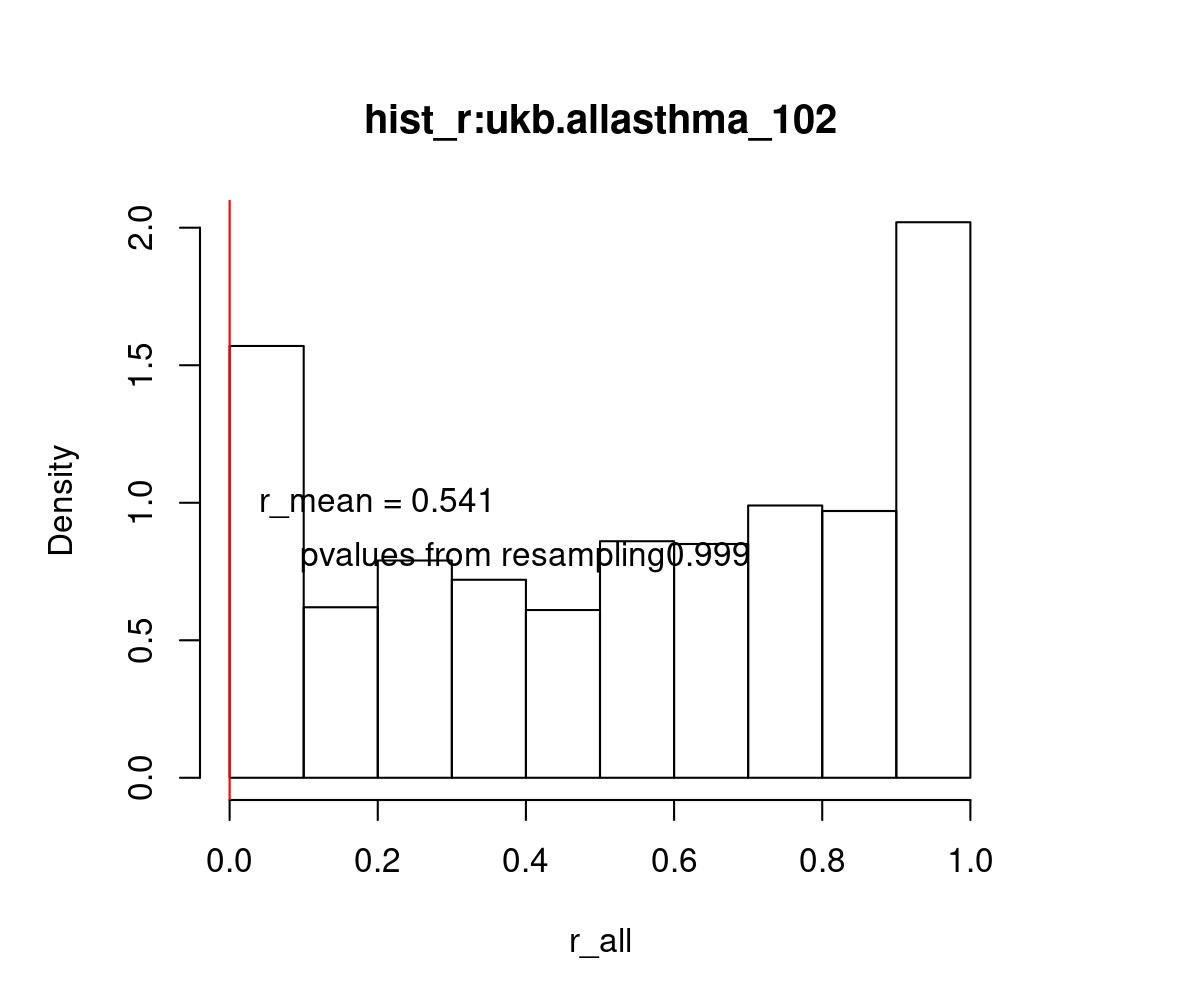 hist_r:ukb.allasthma_102
2.0
1.5
1.0
0.5
0.0
Density
r_mean = 0.541
pvalues from resampling0.999
0.0 0.2 0.4 0.6 0.8 1.0
r_all